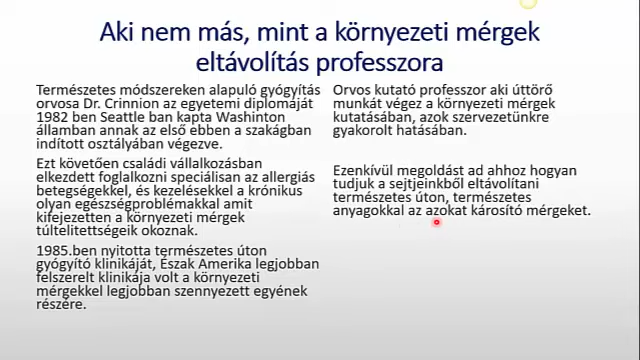 Aki nem más, mint a környezeti mérgek
eltávolítás professzora
Természetes módszereken alapuló gyógyítás
orvosa Dr. Crinnion az egyetemi diplomáját
1982 ben Seattle ban kapta Washinton
államban annak az első ebben a szakágban
indított osztályában végezve.
Ezt követően családi vállalkozásban
elkezdett foglalkozni speciálisan az allergiás
betegségekkel, és kezelésekkel a krónikus
olyan egészségproblémakkal amit
kifejezetten a környezeti mérgek
túltelítettségeik okoznak.
1985.ben nyitotta természetes úton
gyógyító klinikáját, Észak Amerika legjobban
felszerelt klinikája volt a környezeti
mérgekkel legjobban szennyezett egyének
részére.
Orvos kutató professzor aki úttörő
munkát végez a környezeti mérgek
kutatásában, azok szervezetünkre
gyakorolt hatásában.
Ezenkívül megoldást ad ahhoz hogyan
tudjuk a sejtjeinkből eltávolítani
természetes úton, természetes
anyagokkal az azokat károsító mérgeket.